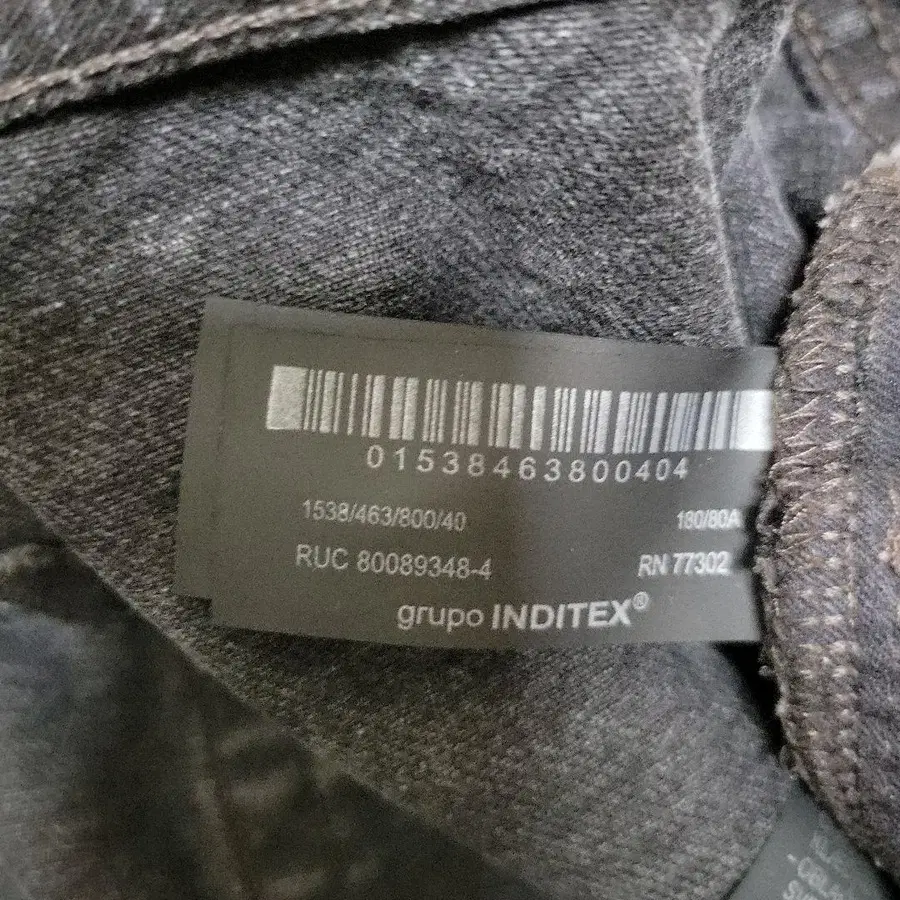 01538463800404
1538/463/800/40 180/80A
RUC 80089348-4 RN 77302
grupo INDITEX®